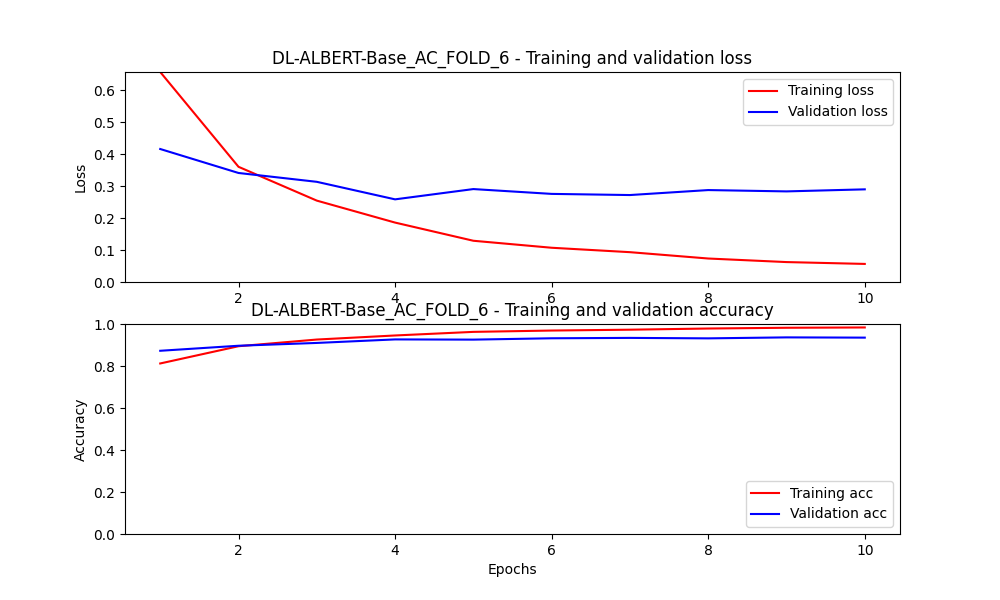 DL-ALBERT-Base_AC_FOLD_6 - Training and validation loss
Loss
0.6
0.5
0.4
0.3
0.2
0.1
0.0
Training loss
Validation loss
2 4 6 8 10
DL-ALBERT-Base_AC_FOLD_6 - Training and validation accuracy
Accuracy
1.0
0.8
0.6
0.4
0.2
0.0
Training acc
Validation acc
2 4 6 8 10
Epochs